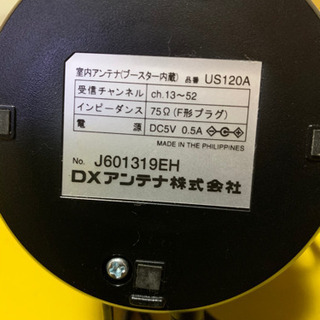 室内アンテナ(ブースター内蔵) 品番 US120A
受信チャンネル ch.13～52
インピーダンス 75Ω(F形プラグ)
電源 DC5V 0.5A
MADE IN THE PHILIPPINES
No. J601319EH
DXアンテナ株式会社